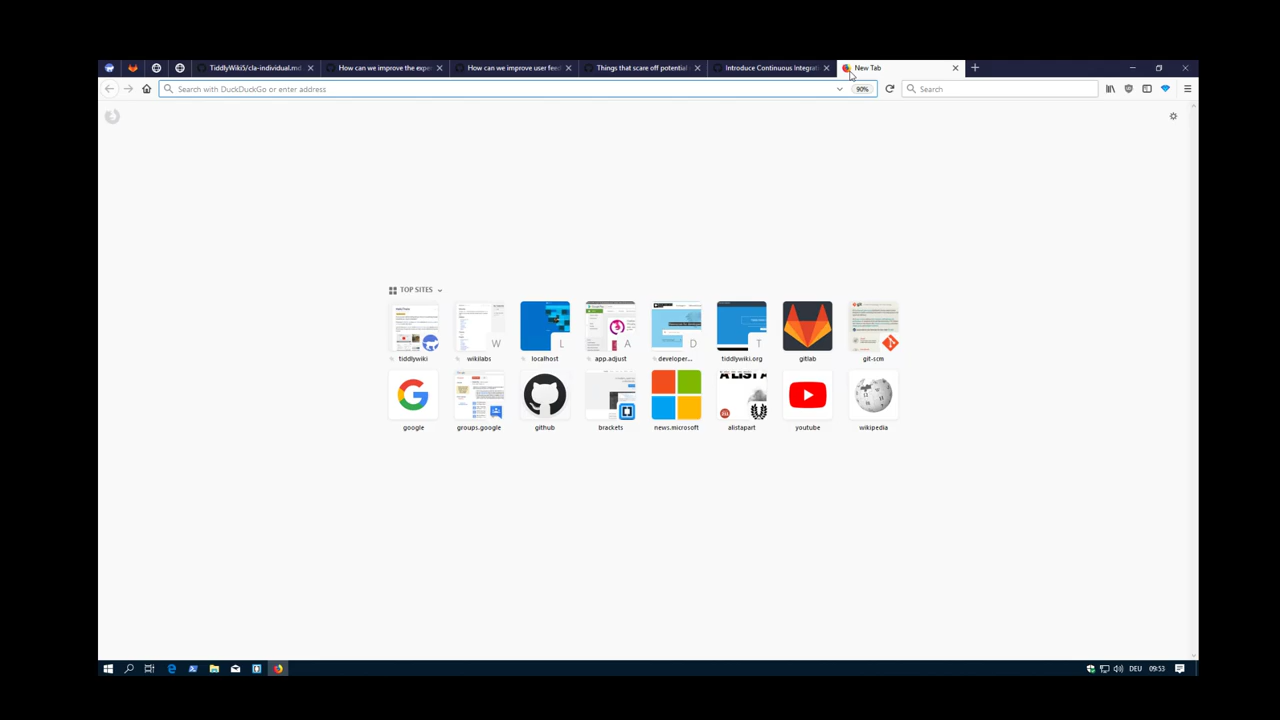 TiddlyWiki5/cla-individual.md
How can we improve the expe
How can we improve user feed
Things that scare off potential
Introduce Continuous Integrat
New Tab
Search with DuckDuckGo or enter address
90%
Search
TOP SITES
tiddlywiki
wikilabs
localhost
app.adjust
developer...
tiddlywiki.org
gitlab
git-scm
W
L
A
D
T
google
groups.google
github
brackets
news.microsoft
alistapart
youtube
wikipedia
A LIST A
DEU
09:53